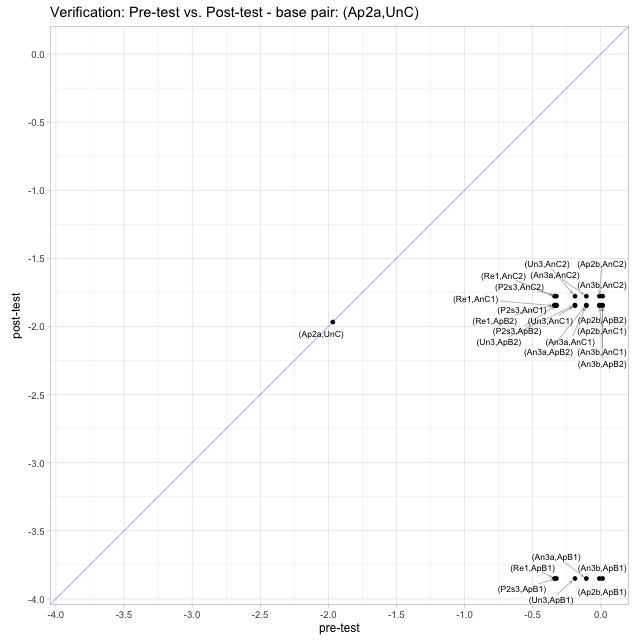 Verification: Pre-test vs. Post-test - base pair: (Ap2a,UnC)
0.0
-0.5
-1.0
-1.5
(Un3,AnC2) (Ap2b,AnC2)
(Re1,AnC2) (An3a,AnC2)
(P2s3,AnC2) (An3b,AnC2)
(Re1,AnC1)
(P2s3,AnC1)
(Re1,ApB2) (Un3,AnC1) (Ap2b,ApB2)
-2.0
(Ap2a,UnC) (P2s3,ApB2) (Ap2b,AnC1)
(Un3,ApB2) (An3a,AnC1)
(An3a,ApB2) (An3b,AnC1)
(An3b,ApB2)
post-test
-2.5
-3.0
-3.5
(An3a,ApB1)
(Re1,ApB1) (An3b,ApB1)
(P2s3,ApB1) (Ap2b,ApB1)
(Un3,ApB1)
-4.0
-4.0 -3.5 -3.0 -2.5 -2.0 -1.5 -1.0 -0.5 0.0
pre-test